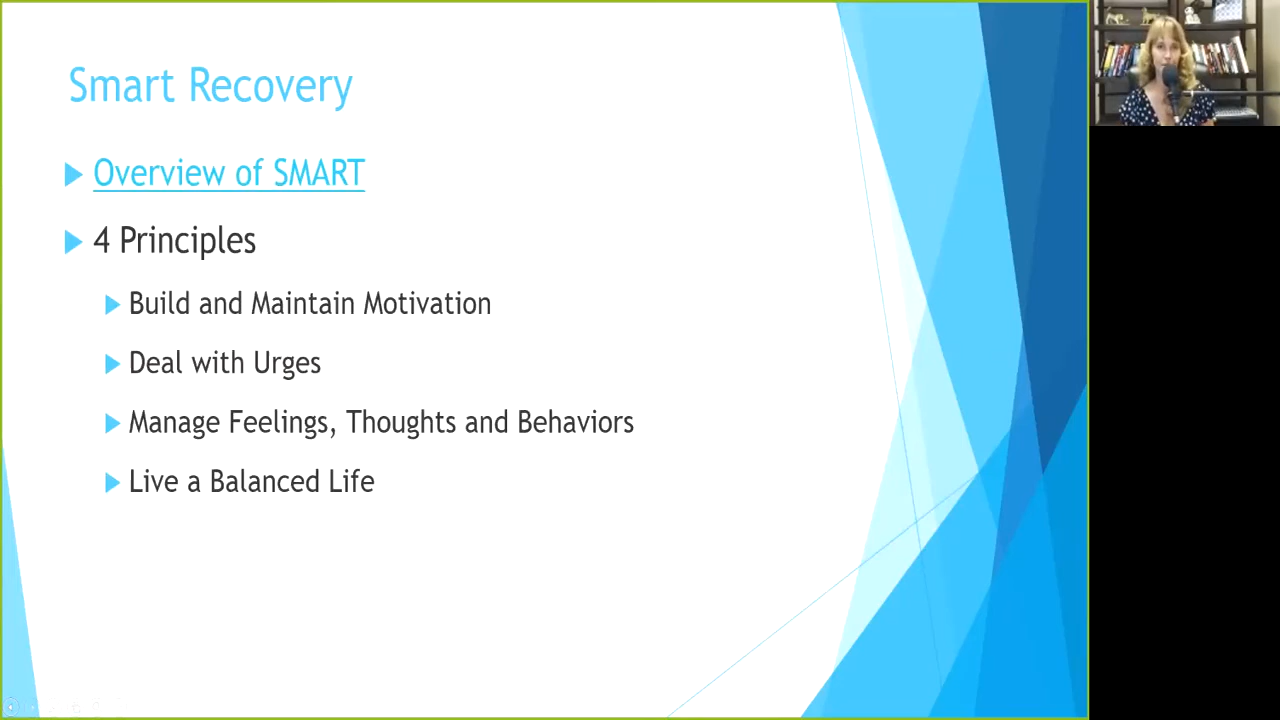 Smart Recovery
Overview of SMART
4 Principles
Build and Maintain Motivation
Deal with Urges
Manage Feelings, Thoughts and Behaviors
Live a Balanced Life